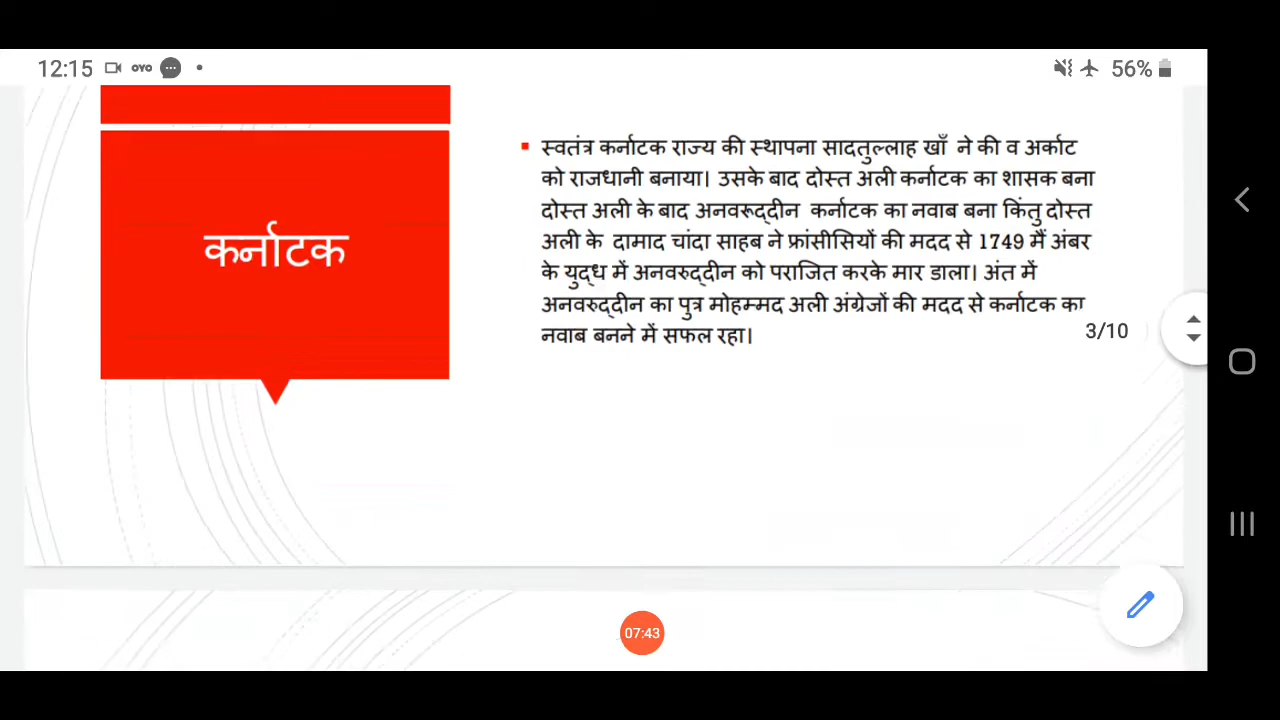 12:15 OYO 56%
स्वतंत्र कर्नाटक राज्य की स्थापना सादतुल्लाह खाँ ने की व अर्काट
को राजधानी बनाया। उसके बाद दोस्त अली कर्नाटक का शासक बना
दोस्त अली के बाद अनवरूद्दीन कर्नाटक का नवाब बना किंतु दोस्त
अली के दामाद चांदा साहब ने फ्रांसीसियों की मदद से 1749 मैं अंबर
के युद्ध में अनवरुद्दीन को पराजित करके मार डाला। अंत में
अनवरुद्दीन का पुत्र मोहम्मद अली अंग्रेजों की मदद से कर्नाटक का
नवाब बनने में सफल रहा।
कर्नाटक
3/10
07:43